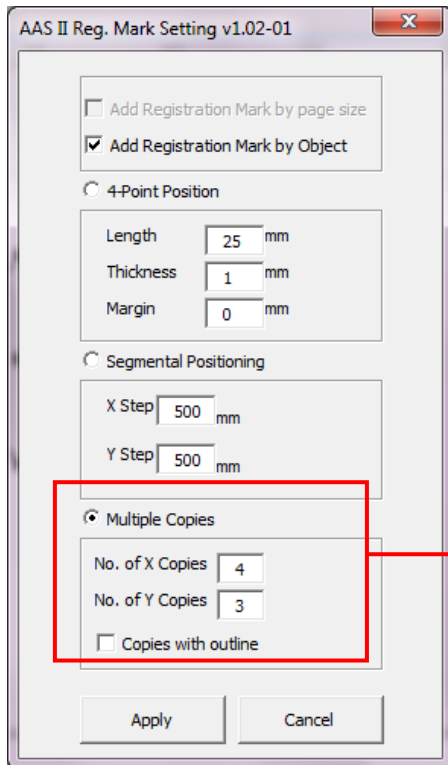 AAS II Reg. Mark Setting v1.02-01
Add Registration Mark by page size
Add Registration Mark by Object
4-Point Position
Length 25 mm
Thickness 1 mm
Margin 0 mm
Segmental Positioning
X Step 500 mm
Y Step 500 mm
Multiple Copies
No. of X Copies 4
No. of Y Copies 3
Copies with outline
Apply Cancel